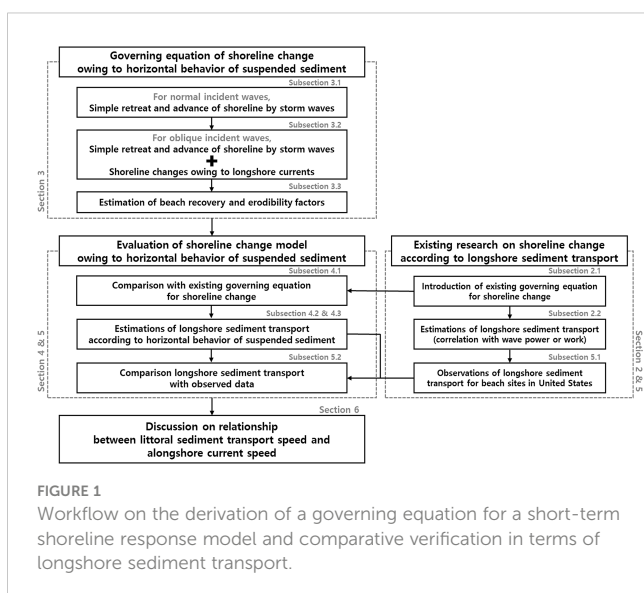 Governing equation of shoreline change
owing to horizontal behavior of suspended sediment
Subsection 3.1
For normal incident waves,
Simple retreat and advance of shoreline by storm waves
Subsection 3.2
For oblique incident waves,
Simple retreat and advance of shoreline by storm waves
+
Shoreline changes owing to longshore currents
Subsection 3.3
Estimation of beach recovery and erodibility factors
Section 3
Evaluation of shoreline change model
owing to horizontal behavior of suspended sediment
Subsection 4.1
Comparison with existing governing equation
for shoreline change
Subsection 4.2 & 4.3
Estimations of longshore sediment transport
according to horizontal behavior of suspended sediment
Subsection 5.2
Comparison longshore sediment transport
with observed data
Section 4 & 5
Existing research on shoreline change
according to longshore sediment transport
Subsection 2.1
Introduction of existing governing equation
for shoreline change
Subsection 2.2
Estimations of longshore sediment transport
(correlation with wave power or work)
Subsection 5.1
Observations of longshore sediment
transport for beach sites in United States
Section 2 & 5
Section 6
Discussion on relationship
between littoral sediment transport speed and
alongshore current speed
FIGURE 1
Workflow on the derivation of a governing equation for a short-term
shoreline response model and comparative verification in terms of
longshore sediment transport.